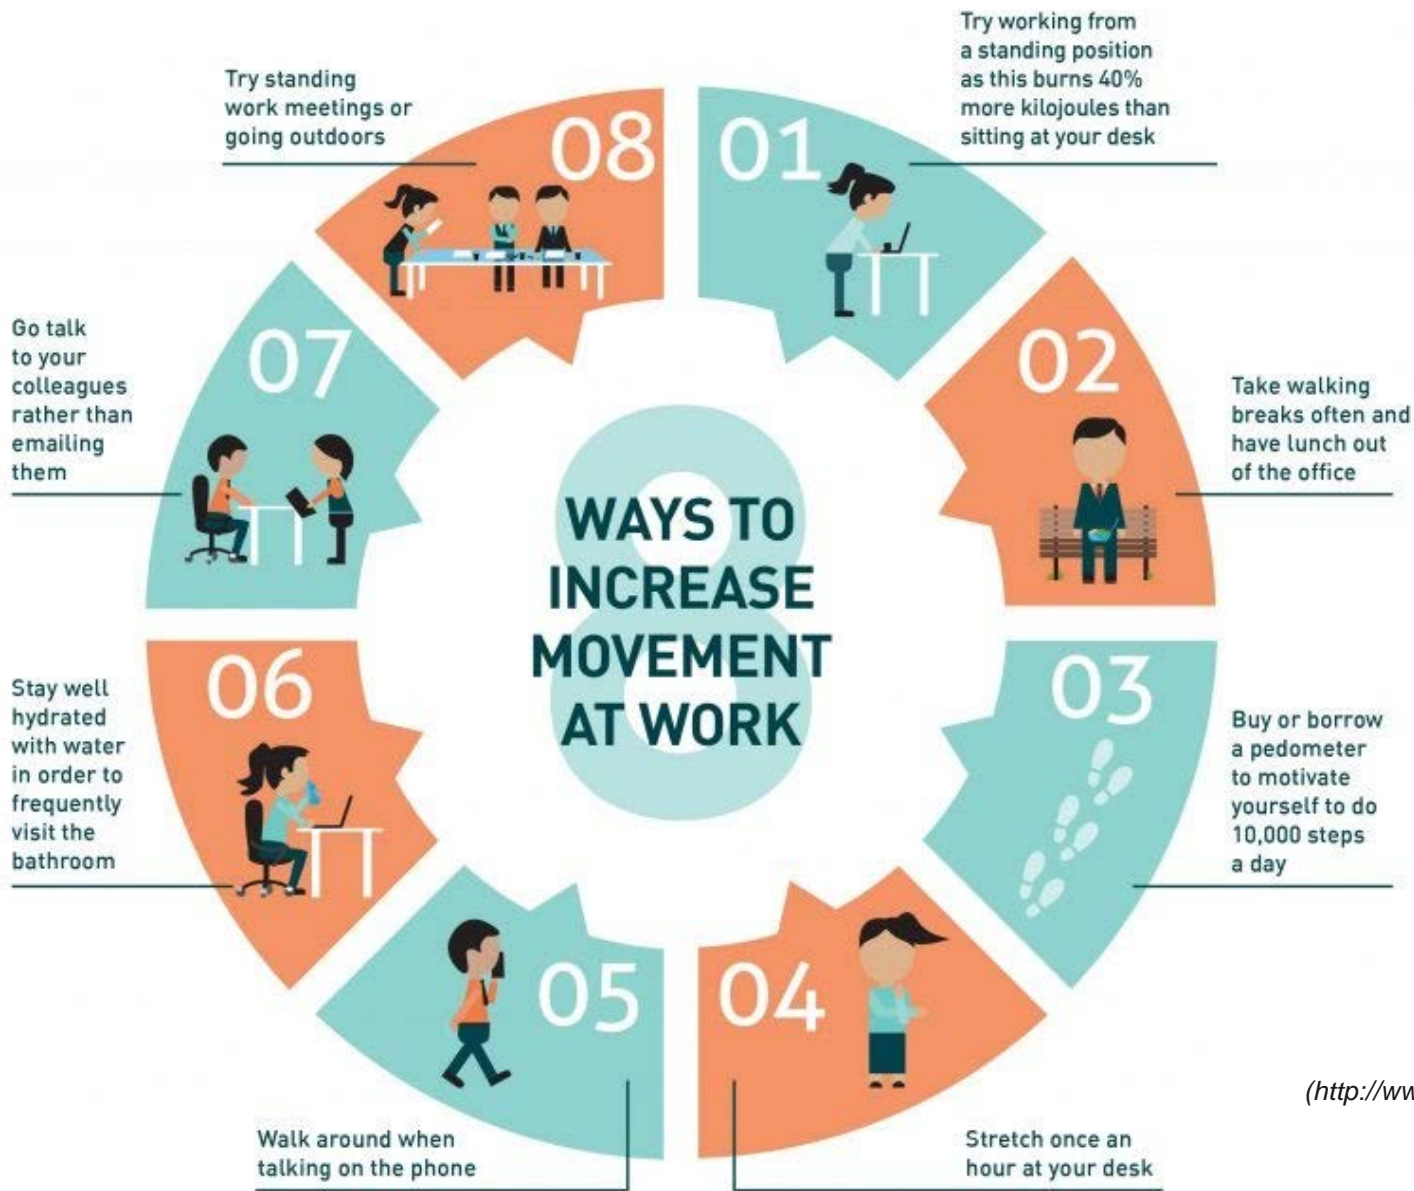 8
WAYS TO
INCREASE
MOVEMENT
AT WORK
01
Try working from
a standing position
as this burns 40%
more kilojoules than
sitting at your desk
02
Take walking
breaks often and
have lunch out
of the office
03
Buy or borrow
a pedometer
to motivate
yourself to do
10,000 steps
a day
04
Stretch once an
hour at your desk
05
Walk around when
talking on the phone
06
Stay well
hydrated
with water
in order to
frequently
visit the
bathroom
07
Go talk
to your
colleagues
rather than
emailing
them
08
Try standing
work meetings or
going outdoors
(http://ww